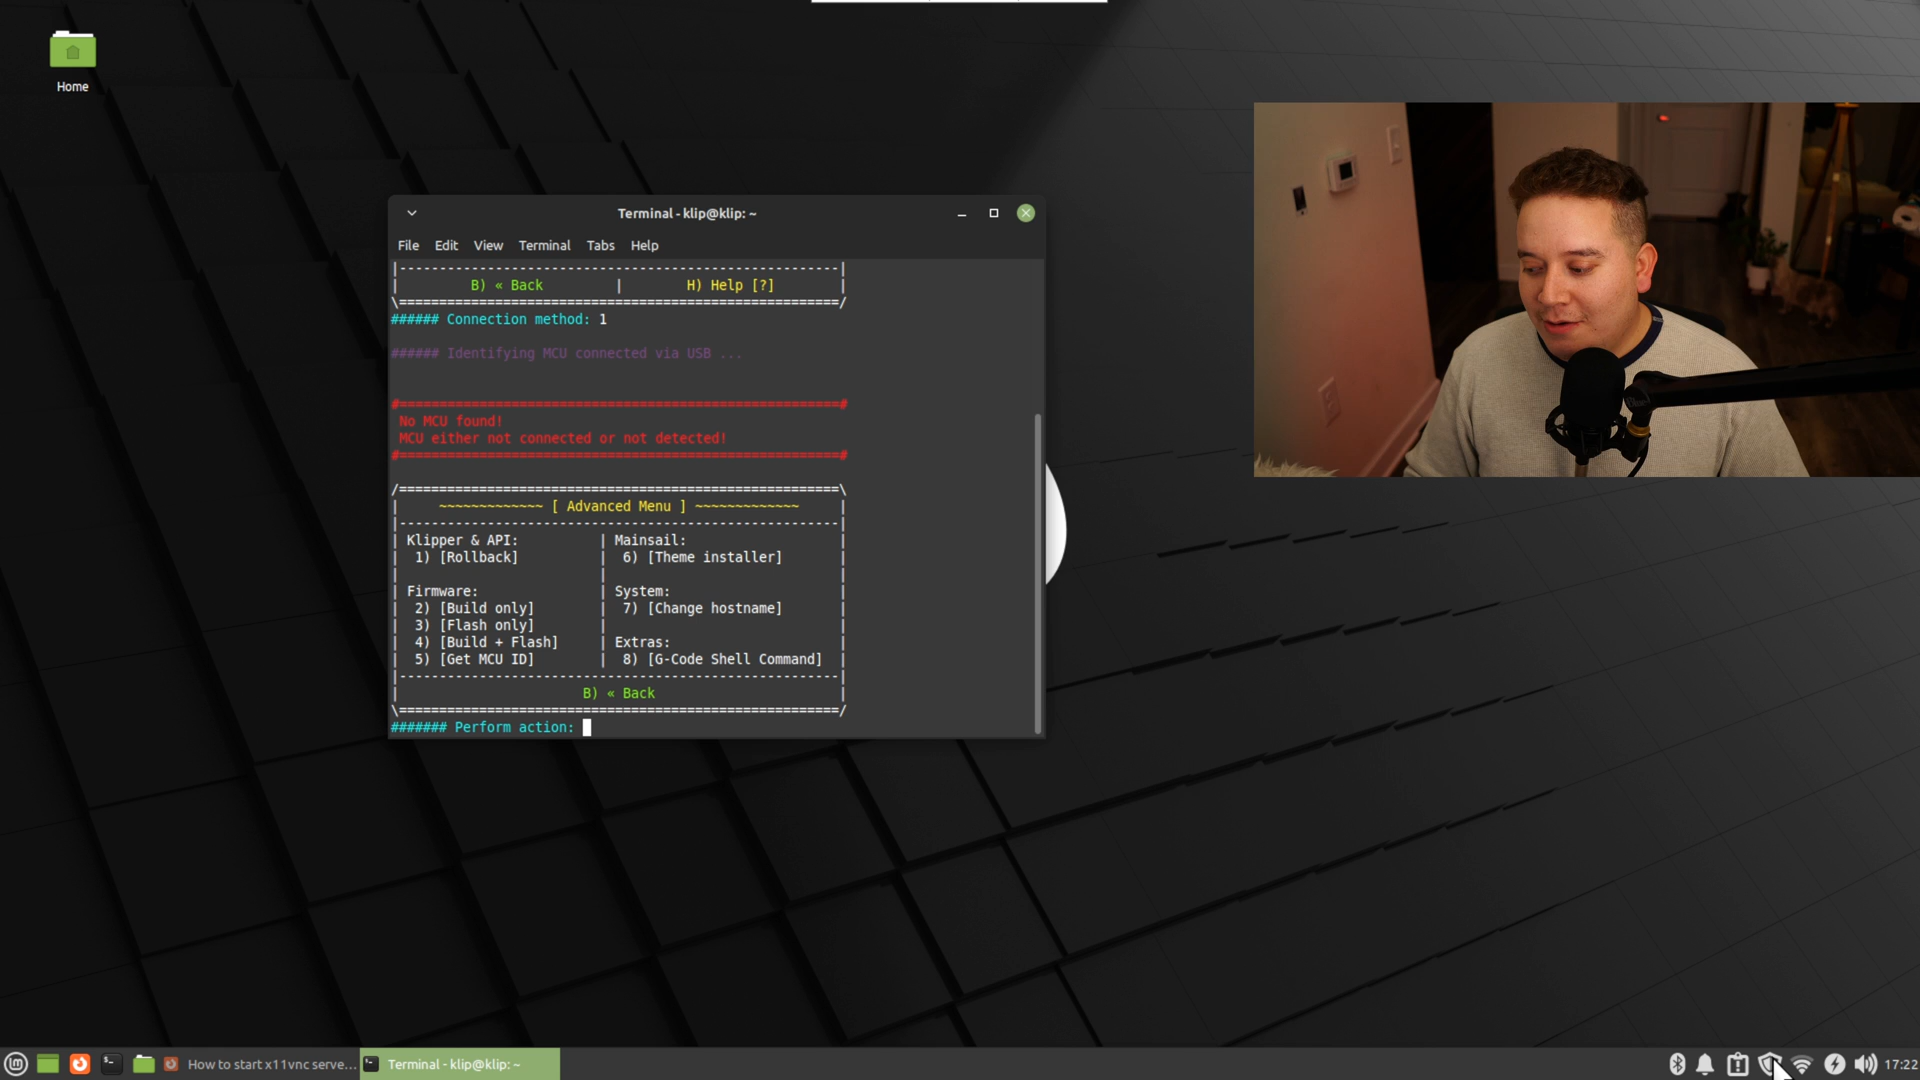 Home
Terminal - klip@klip: ~
File Edit View Terminal Tabs Help
B) « Back | H) Help [?]
###### Connection method: 1
###### Identifying MCU connected via USB ...
No MCU found!
MCU either not connected or not detected!
~~~~~~~~~~~~~ [ Advanced Menu ] ~~~~~~~~~~~~~
Klipper & API: | Mainsail:
1) [Rollback] | 6) [Theme installer]
Firmware: | System:
2) [Build only] | 7) [Change hostname]
3) [Flash only] |
4) [Build + Flash] | Extras:
5) [Get MCU ID] | 8) [G-Code Shell Command]
B) « Back
####### Perform action:
How to start x11vnc serve...
Terminal - klip@klip: ~
17:22